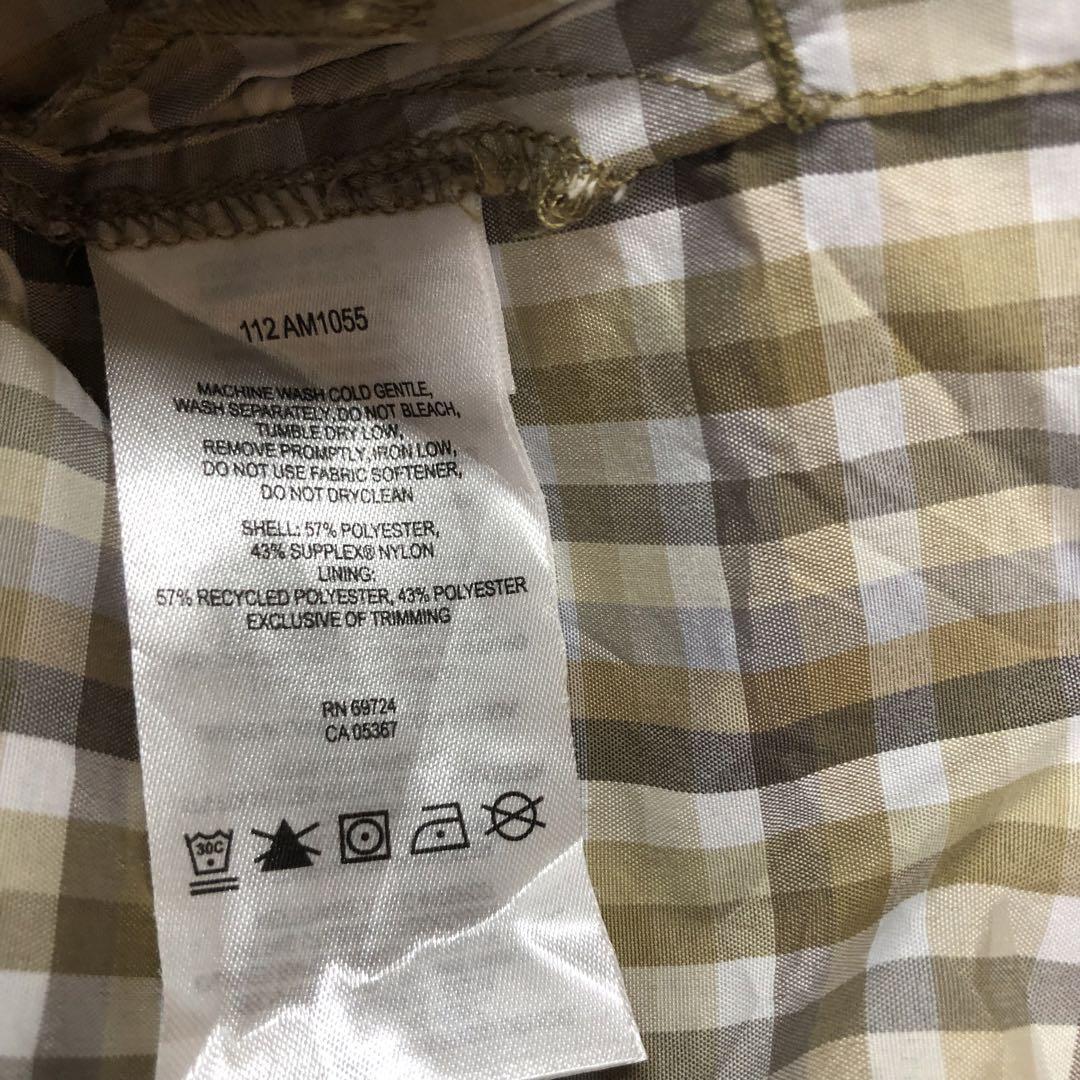 112 AM1055
MACHINE WASH COLD GENTLE,
WASH SEPARATELY, DO NOT BLEACH,
TUMBLE DRY LOW,
REMOVE PROMPTLY, IRON LOW,
DO NOT USE FABRIC SOFTENER,
DO NOT DRYCLEAN
SHELL: 57% POLYESTER,
43% SUPPLEX® NYLON
LINING:
57% RECYCLED POLYESTER, 43% POLYESTER
EXCLUSIVE OF TRIMMING
RN 69724
CA 05367
30C